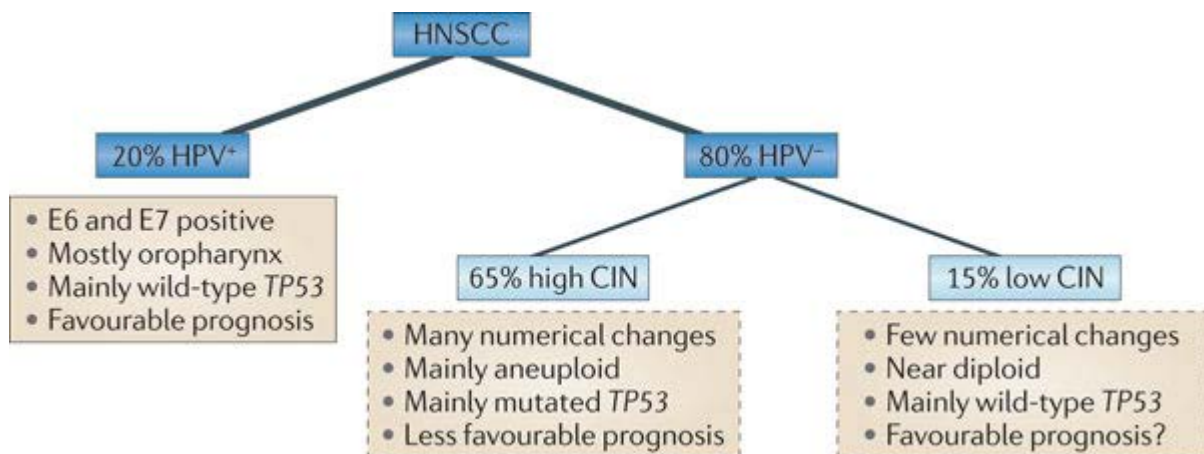 HNSCC
20% HPV⁺
80% HPV⁻
• E6 and E7 positive
• Mostly oropharynx
• Mainly wild-type TP53
• Favourable prognosis
65% high CIN
15% low CIN
• Many numerical changes
• Mainly aneuploid
• Mainly mutated TP53
• Less favourable prognosis
• Few numerical changes
• Near diploid
• Mainly wild-type TP53
• Favourable prognosis?